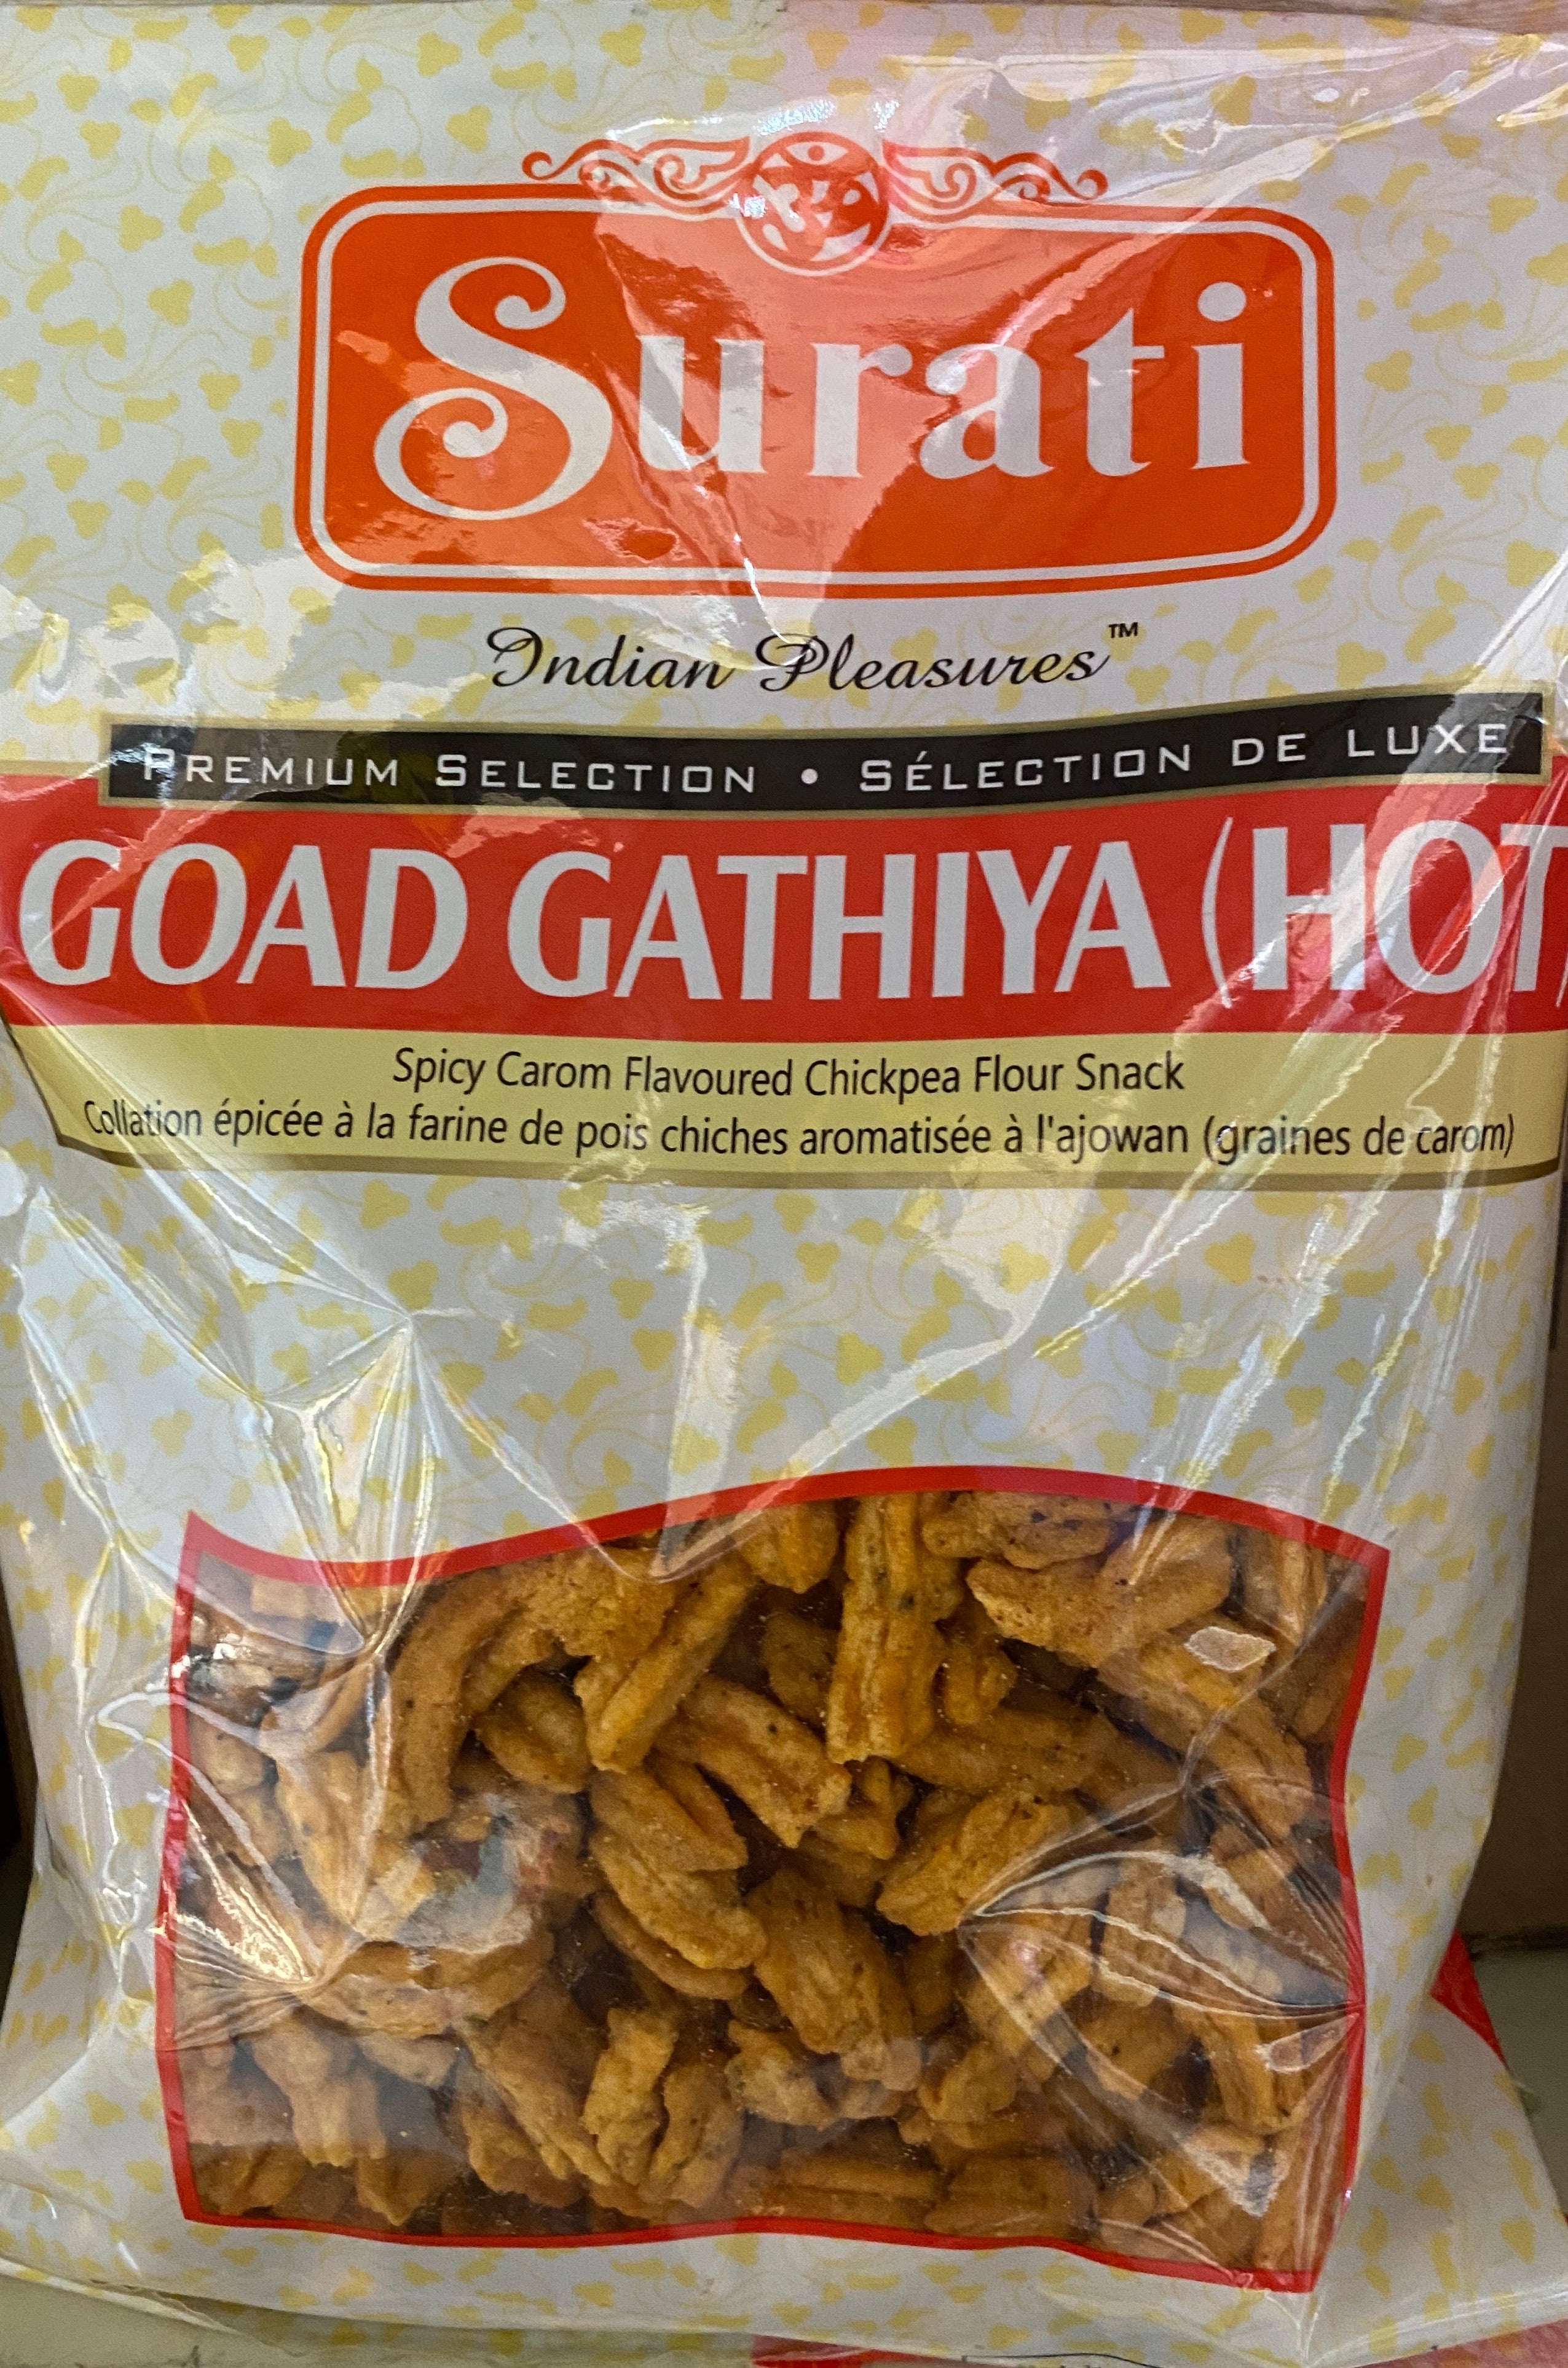 ॐ
Surati
Indian Pleasures™
PREMIUM SELECTION • SÉLECTION DE LUXE
GOAD GATHIYA (HOT)
Spicy Carom Flavoured Chickpea Flour Snack
Collation épicée à la farine de pois chiches aromatisée à l'ajowan (graines de carom)